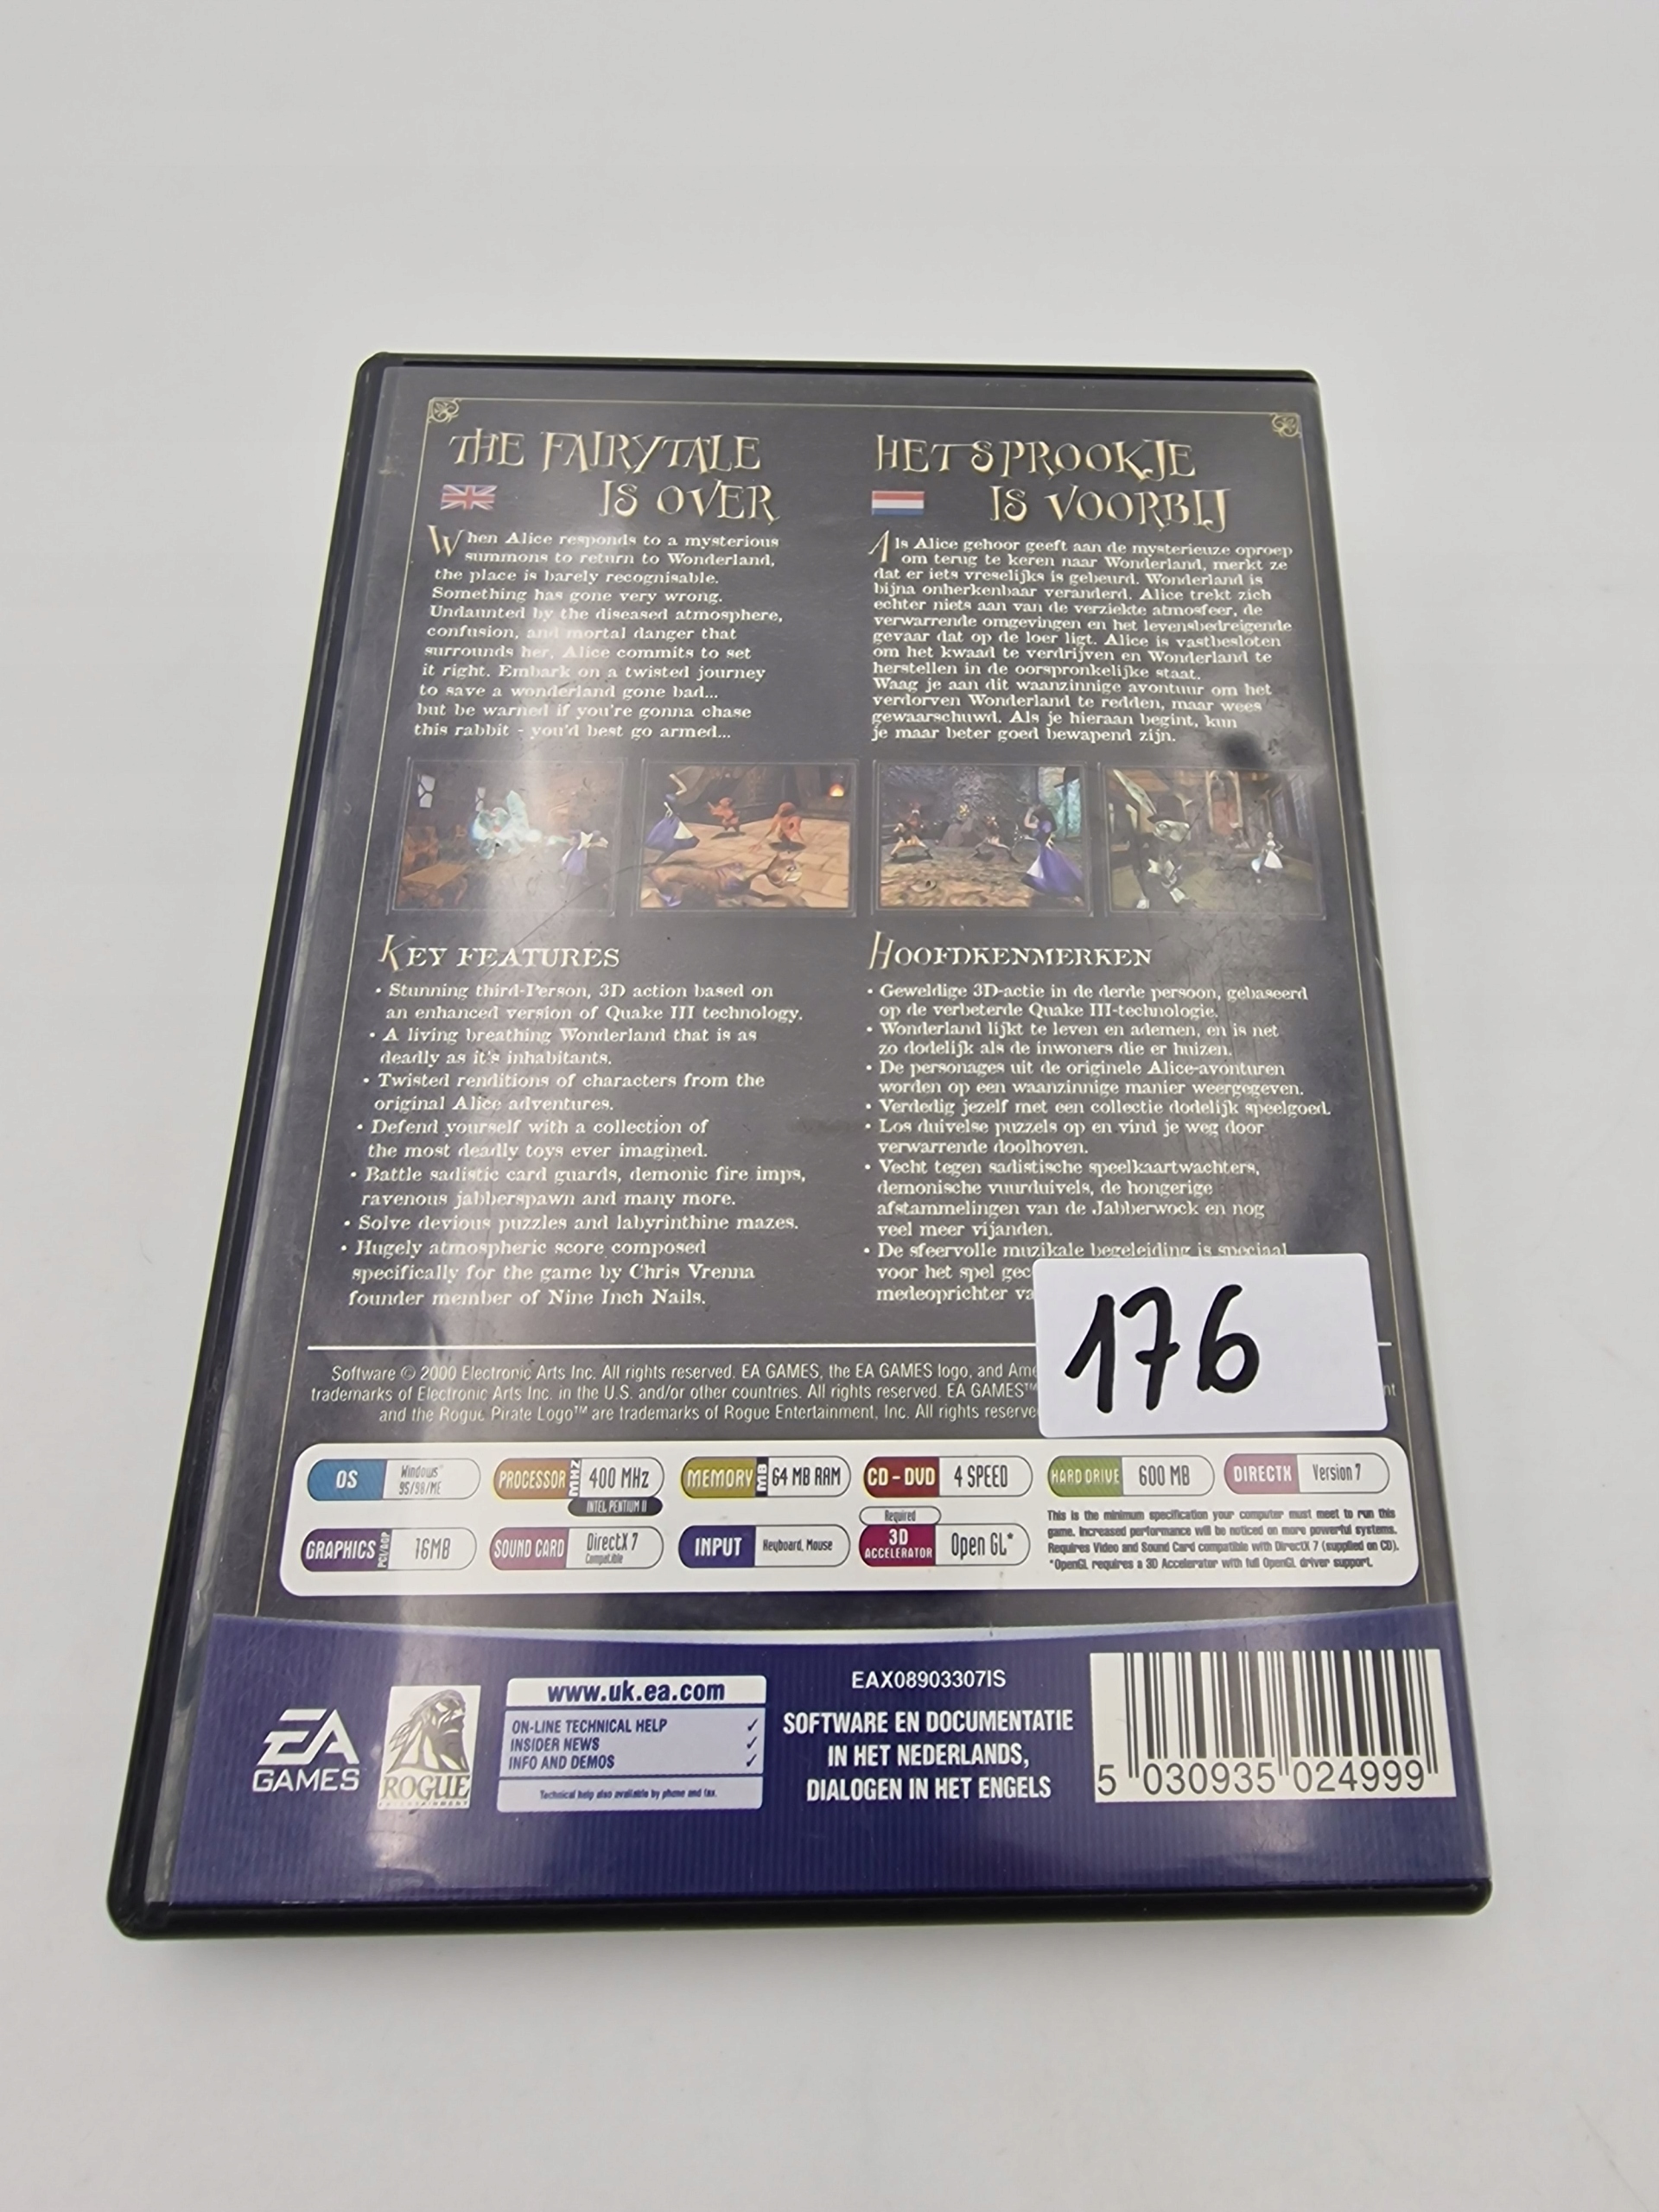 THE FAIRYTALE
IS OVER
When Alice responds to a mysterious
summons to return to Wonderland,
the place is barely recognisable.
Something has gone very wrong.
Undaunted by the diseased atmosphere,
confusion, and mortal danger that
surrounds her, Alice commits to set
it right. Embark on a twisted journey
to save a wonderland gone bad...
but be warned if you're gonna chase
this rabbit - you'd best go armed...
HET SPROOKJE
IS VOORBIJ
Als Alice gehoor geeft aan de mysterieuze oproep
om terug te keren naar Wonderland, merkt ze
dat er iets vreselijks is gebeurd. Wonderland is
bijna onherkenbaar veranderd. Alice trekt zich
echter niets aan van de verziekte atmosfeer, de
verwarrende omgevingen en het levensbedreigende
gevaar dat op de loer ligt. Alice is vastbesloten
om het kwaad te verdrijven en Wonderland te
herstellen in de oorspronkelijke staat.
Waag je aan dit waanzinnige avontuur om het
verdorven Wonderland te redden, maar wees
gewaarschuwd. Als je hieraan begint, kun
je maar beter goed bewapend zijn.
KEY FEATURES
• Stunning third-Person, 3D action based on
an enhanced version of Quake III technology.
• A living breathing Wonderland that is as
deadly as it's inhabitants.
• Twisted renditions of characters from the
original Alice adventures.
• Defend yourself with a collection of
the most deadly toys ever imagined.
• Battle sadistic card guards, demonic fire imps,
ravenous jabberspawn and many more.
• Solve devious puzzles and labyrinthine mazes.
• Hugely atmospheric score composed
specifically for the game by Chris Vrenna
founder member of Nine Inch Nails.
HOOFDKENMERKEN
• Geweldige 3D-actie in de derde persoon, gebaseerd
op de verbeterde Quake III-technologie.
• Wonderland lijkt te leven en ademen, en is net
zo dodelijk als de inwoners die er huizen.
• De personages uit de originele Alice-avonturen
worden op een waanzinnige manier weergegeven.
• Verdedig jezelf met een collectie dodelijk speelgoed.
• Los duivelse puzzels op en vind je weg door
verwarrende doolhoven.
• Vecht tegen sadistische speelkaartwachters,
demonische vuurduivels, de hongerige
afstammelingen van de Jabberwock en nog
veel meer vijanden.
• De sfeervolle muzikale begeleiding is speciaal
voor het spel gec
medeoprichter va
176
Software © 2000 Electronic Arts Inc. All rights reserved. EA GAMES, the EA GAMES logo, and Ame
trademarks of Electronic Arts Inc. in the U.S. and/or other countries. All rights reserved. EA GAMES™ nt
and the Rogue Pirate Logo™ are trademarks of Rogue Entertainment, Inc. All rights reserve
OS Windows® 95/98/ME
PROCESSOR MHZ 400 MHz INTEL PENTIUM II
MEMORY MB 64 MB RAM
CD-DVD 4 SPEED
HARD DRIVE 600 MB
DIRECTX Version 7
GRAPHICS PCI/AGP 16MB
SOUND CARD DirectX 7 Compatible
INPUT Keyboard, Mouse
Required
3D ACCELERATOR Open GL*
This is the minimum specification your computer must meet to run this
game. Increased performance will be noticed on more powerful systems.
Requires Video and Sound Card compatible with DirectX 7 (supplied on CD).
*OpenGL requires a 3D Accelerator with full OpenGL driver support.
EA
GAMES
ROGUE
ENTERTAINMENT
www.uk.ea.com
ON-LINE TECHNICAL HELP ✓
INSIDER NEWS ✓
INFO AND DEMOS ✓
Technical help also available by phone and fax.
EAX08903307IS
SOFTWARE EN DOCUMENTATIE
IN HET NEDERLANDS,
DIALOGEN IN HET ENGELS
5 030935 024999